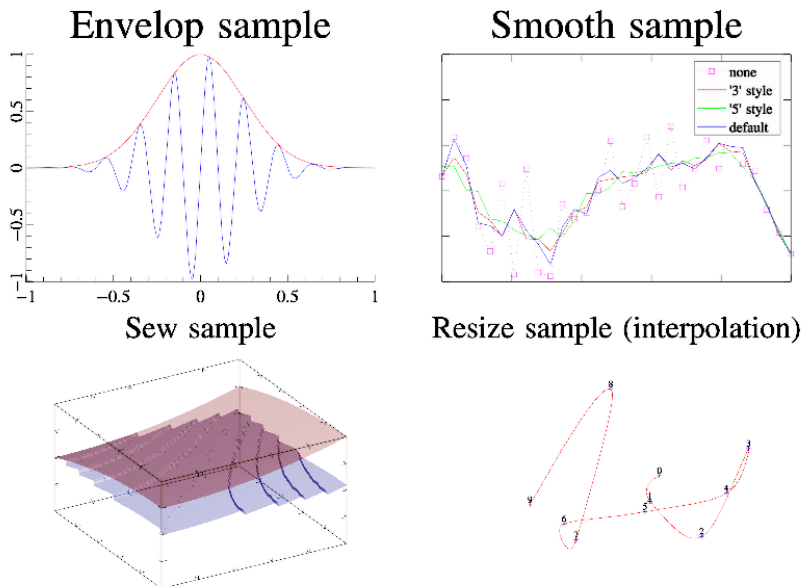 Envelop sample
Smooth sample
1
0.5
0
−0.5
−1
−1
−0.5
0
0.5
1
none
'3' style
'5' style
default
Sew sample
Resize sample (interpolation)
8
3
0
9
1
4
5
6
7
2